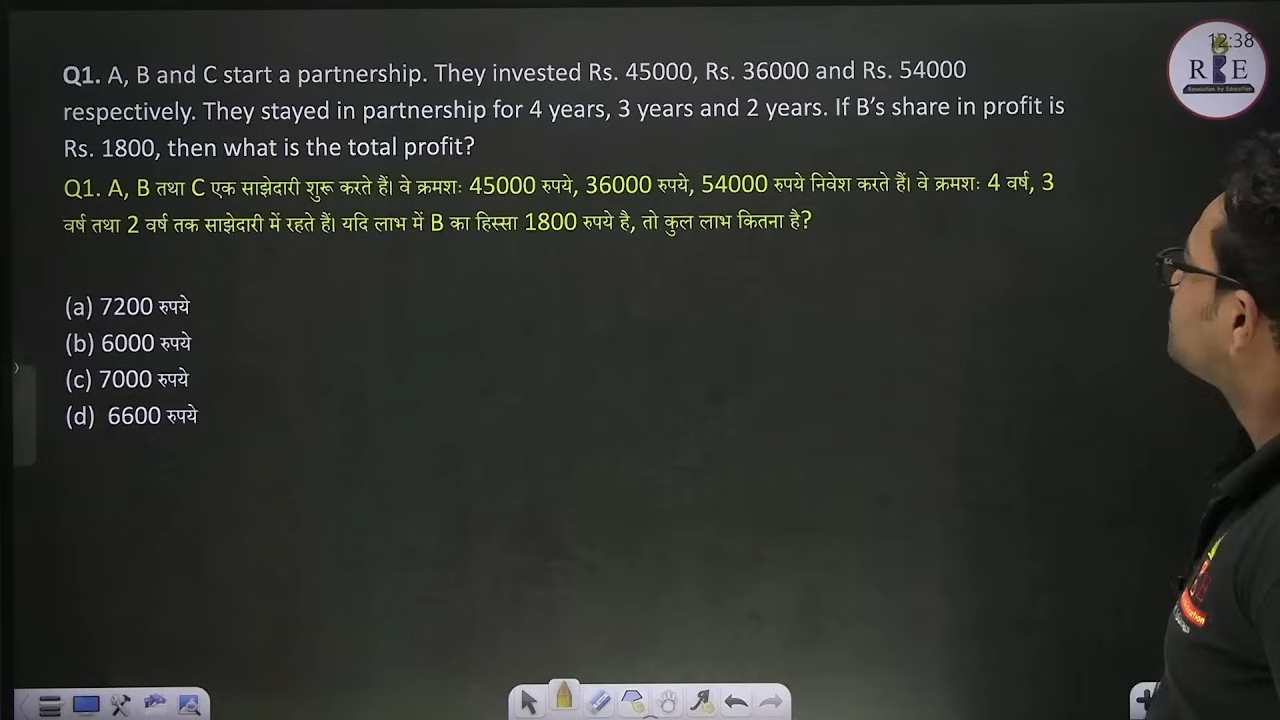 12:38
R E
Revolution by Education
Q1. A, B and C start a partnership. They invested Rs. 45000, Rs. 36000 and Rs. 54000
respectively. They stayed in partnership for 4 years, 3 years and 2 years. If B’s share in profit is
Rs. 1800, then what is the total profit?
Q1. A, B तथा C एक साझेदारी शुरू करते हैं। वे क्रमशः 45000 रुपये, 36000 रुपये, 54000 रुपये निवेश करते हैं। वे क्रमशः 4 वर्ष, 3
वर्ष तथा 2 वर्ष तक साझेदारी में रहते हैं। यदि लाभ में B का हिस्सा 1800 रुपये है, तो कुल लाभ कितना है?
(a) 7200 रुपये
(b) 6000 रुपये
(c) 7000 रुपये
(d) 6600 रुपये